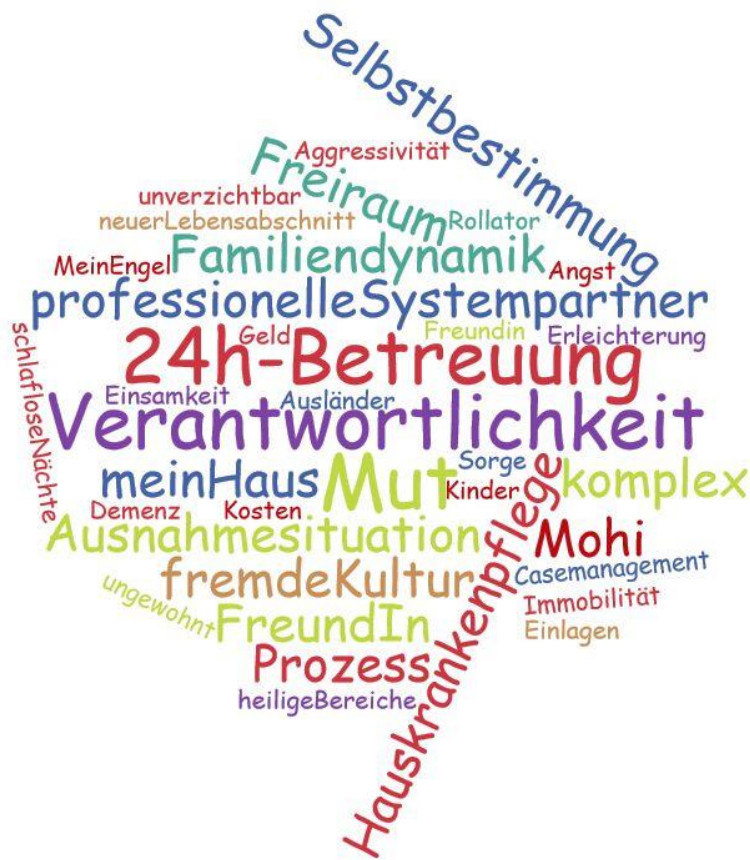 Selbstbestimmung
Aggressivität
Freiraum
unverzichtbar
neuerLebensabschnitt
Rollator
Familiendynamik
MeinEngel
Angst
professionelleSystempartner
schlafloseNächte
Geld
Freundin
Erleichterung
24h-Betreuung
Einsamkeit
Ausländer
Verantwortlichkeit
Sorge
meinHaus
Mut
Kinder
komplex
Demenz
Kosten
Hauskrankenpflege
Ausnahmesituation
Mohi
fremdeKultur
Casemanagement
ungewohnt
Immobilität
FreundIn
Einlagen
Prozess
heiligeBereiche